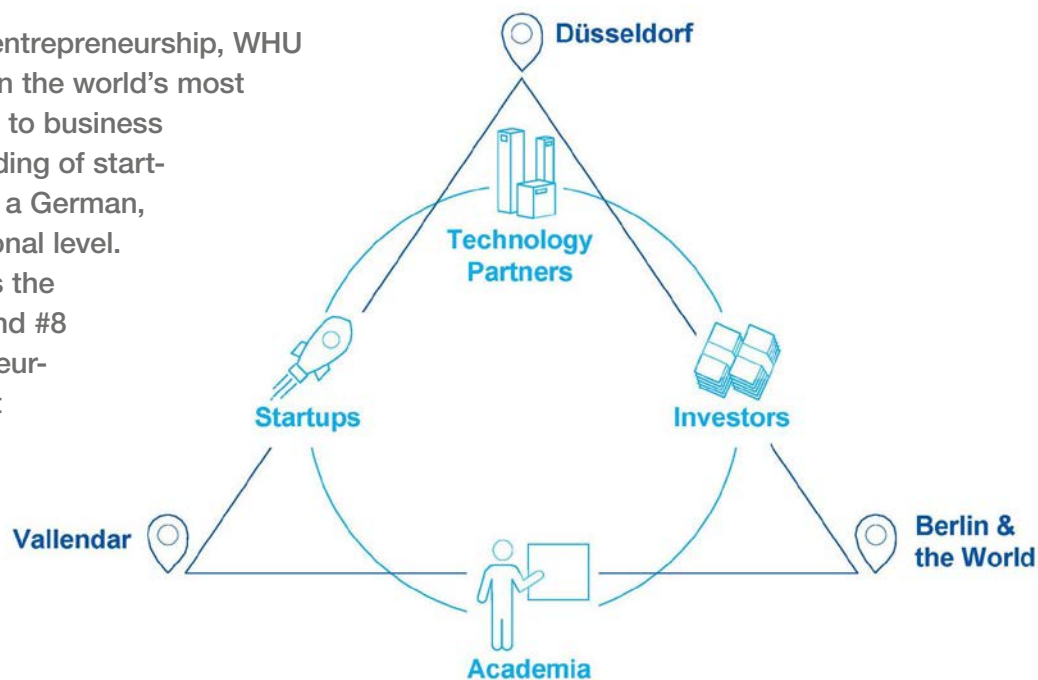 entrepreneurship, WHU
n the world's most
to business
ding of start-
a German,
onal level.
s the
nd #8
eur-
Düsseldorf
Technology
Partners
Startups
Investors
Vallendar
Berlin &
the World
Academia